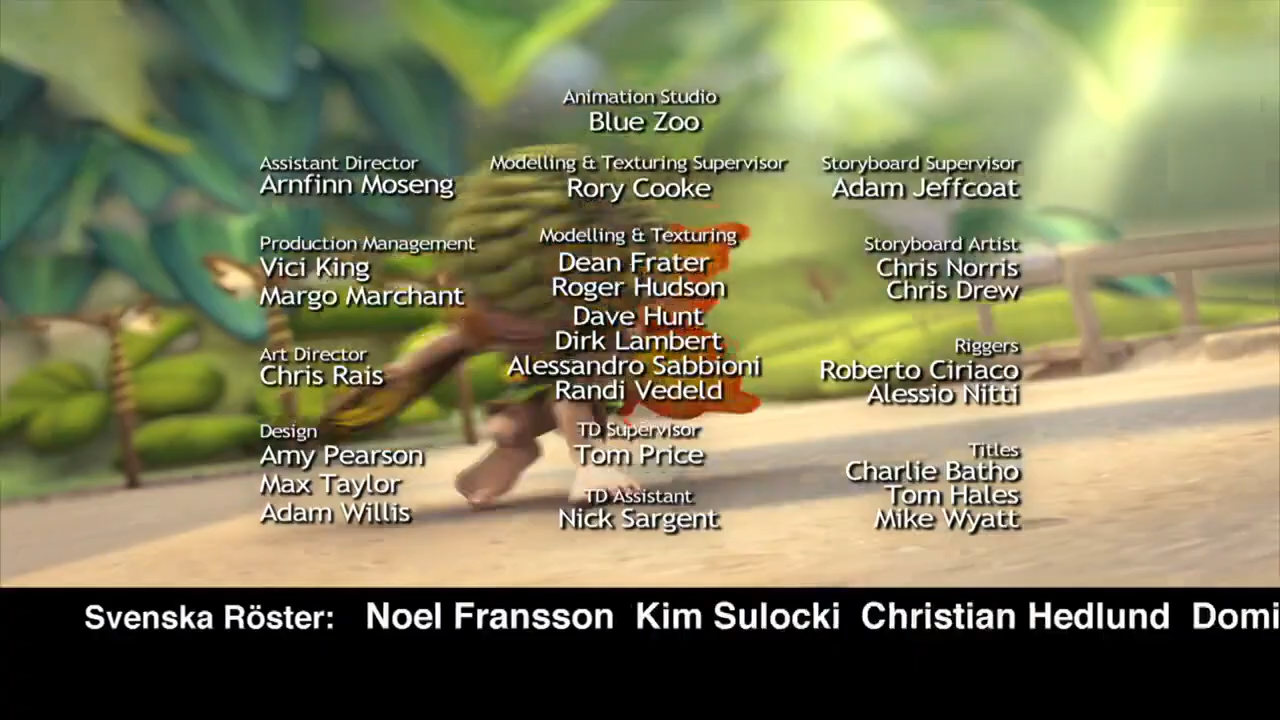 Animation Studio
Blue Zoo
Assistant Director
Arnfinn Moseng
Production Management
Vici King
Margo Marchant
Art Director
Chris Rais
Design
Amy Pearson
Max Taylor
Adam Willis
Modelling & Texturing Supervisor
Rory Cooke
Modelling & Texturing
Dean Frater
Roger Hudson
Dave Hunt
Dirk Lambert
Alessandro Sabbioni
Randi Vedeld
TD Supervisor
Tom Price
TD Assistant
Nick Sargent
Storyboard Supervisor
Adam Jeffcoat
Storyboard Artist
Chris Norris
Chris Drew
Riggers
Roberto Ciriaco
Alessio Nitti
Titles
Charlie Batho
Tom Hales
Mike Wyatt
Svenska Röster: Noel Fransson Kim Sulocki Christian Hedlund Domi